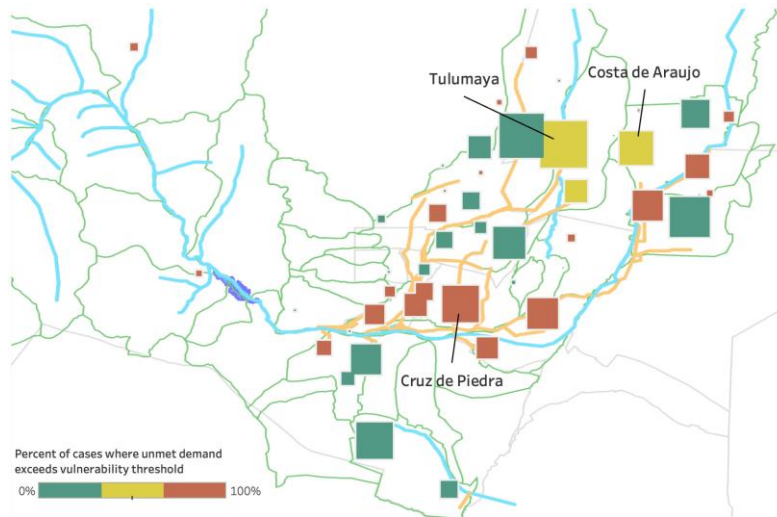 Tulumaya
Costa de Araujo
Cruz de Piedra
Percent of cases where unmet demand
exceeds vulnerability threshold
0% 100%